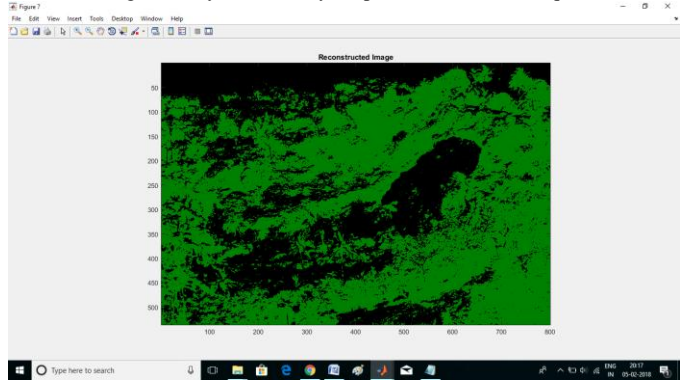 Figure 7
File Edit View Insert Tools Desktop Window Help
Reconstructed Image
50
100
150
200
250
300
350
400
450
500
100 200 300 400 500 600 700 800
Type here to search
ENG 20:17
IN 05-02-2018